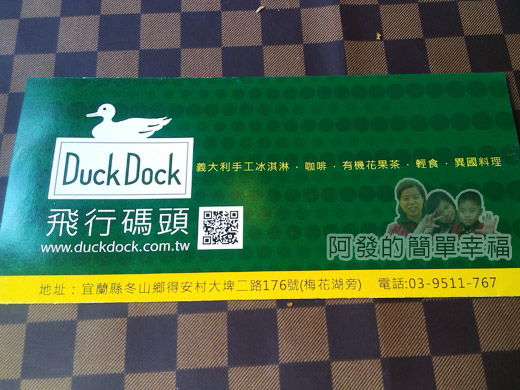 Duck Dock
義大利手工冰淇淋．咖啡．有機花果茶．輕食．異國料理
飛行碼頭
www.duckdock.com.tw
阿發的簡單幸福
地址：宜蘭縣冬山鄉得安村大埤二路176號(梅花湖旁) 電話:03-9511-767